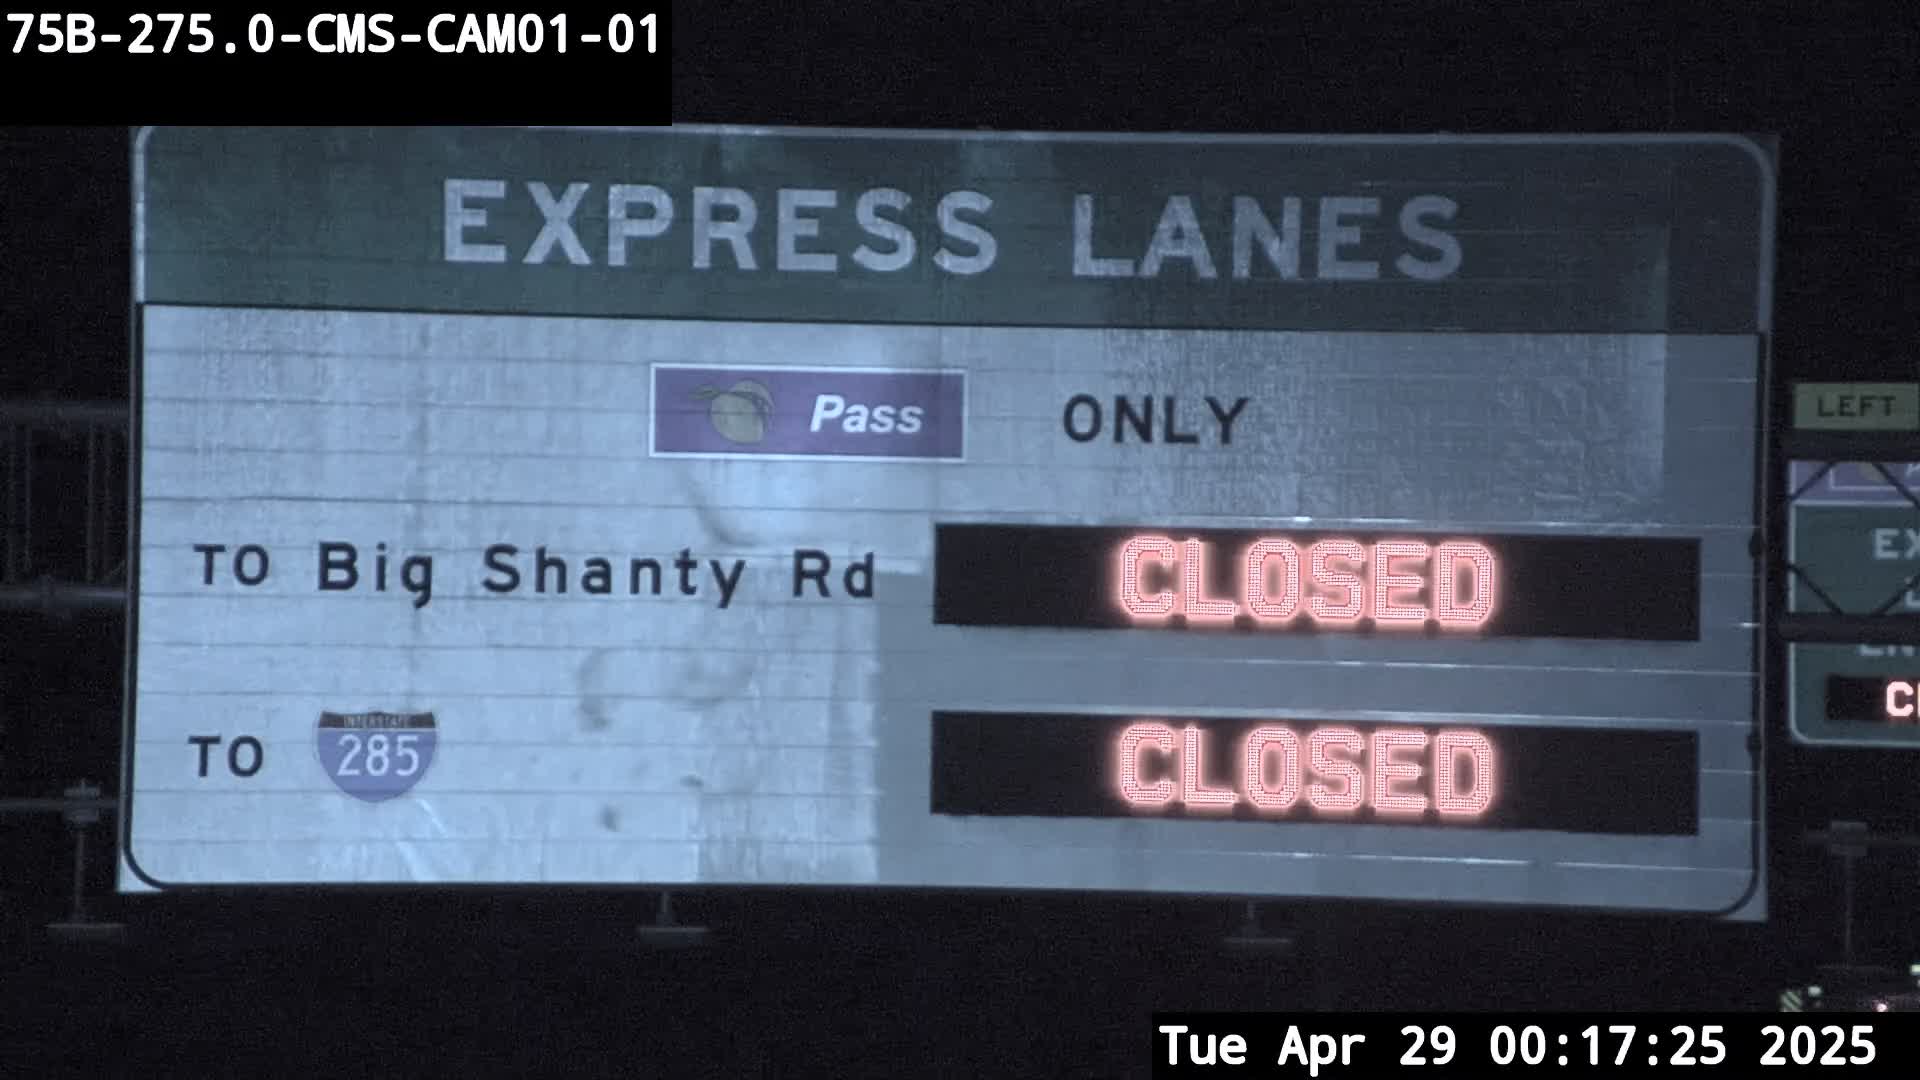 75B-275.0-CMS-CAM01-01
EXPRESS LANES
Pass ONLY
TO Big Shanty Rd CLOSED
TO INTERSTATE 285 CLOSED
LEFT
Tue Apr 29 00:17:25 2025